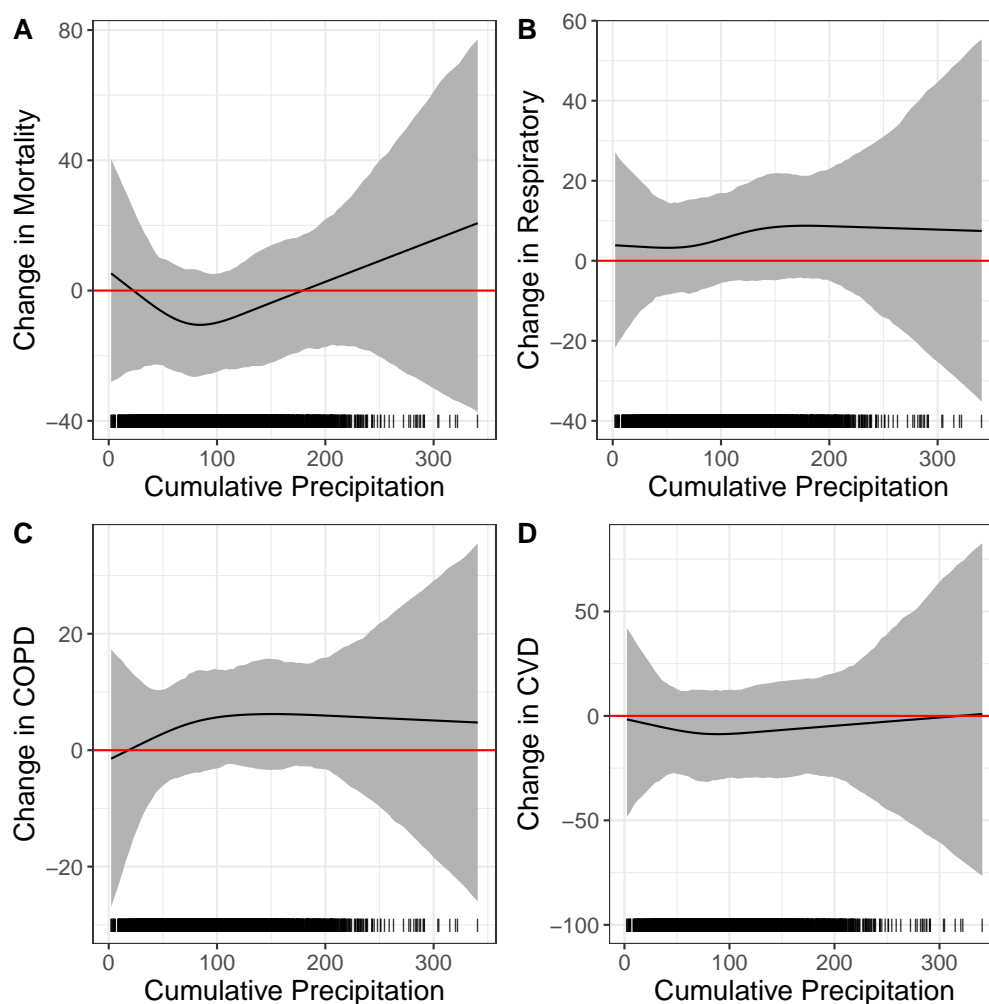 A
Change in Mortality
80
40
0
−40
0 100 200 300
Cumulative Precipitation
B
Change in Respiratory
60
40
20
0
−20
−40
0 100 200 300
Cumulative Precipitation
C
Change in COPD
20
0
−20
0 100 200 300
Cumulative Precipitation
D
Change in CVD
50
0
−50
−100
0 100 200 300
Cumulative Precipitation